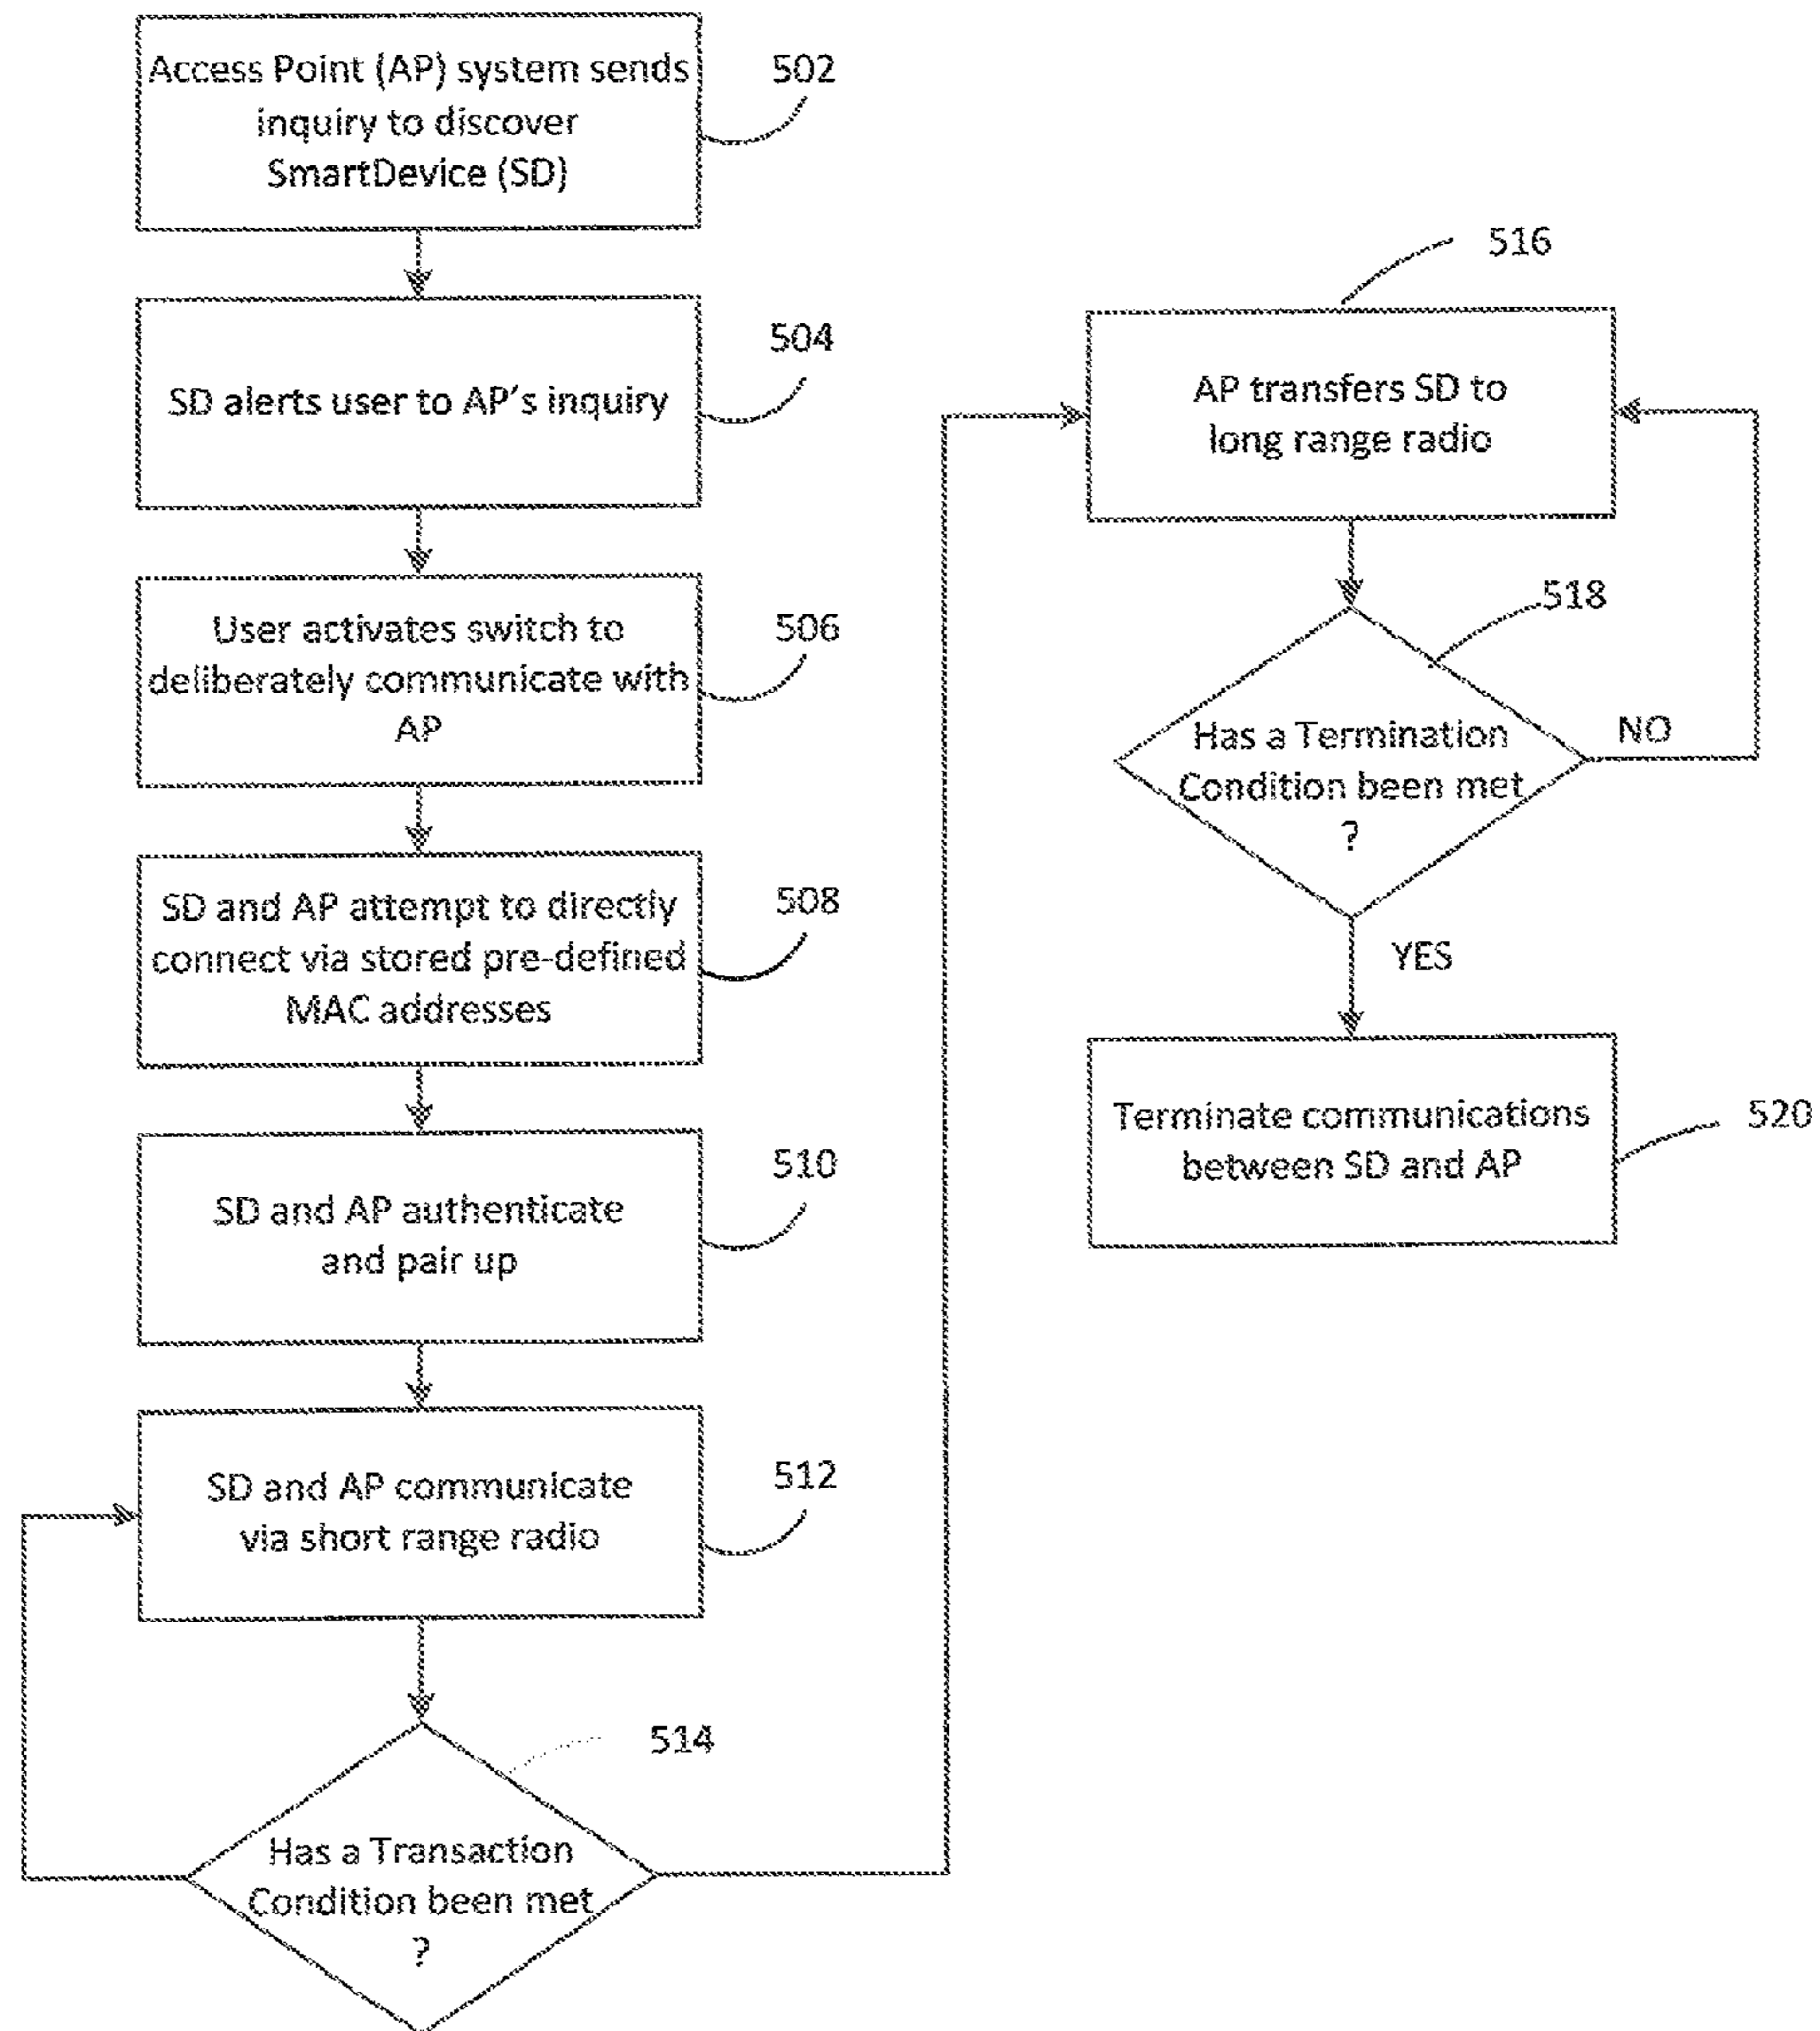 Access Point (AP) system sends
inquiry to discover
SmartDevice (SD)
502
SD alerts user to AP's inquiry
504
User activates switch to
deliberately communicate with
AP
506
SD and AP attempt to directly
connect via stored pre-defined
MAC addresses
508
SD and AP authenticate
and pair up
510
SD and AP communicate
via short range radio
512
514
Has a Transaction
Condition been met
?
516
AP transfers SD to
long range radio
518
Has a Termination
Condition been met
?
NO
YES
Terminate communications
between SD and AP
520